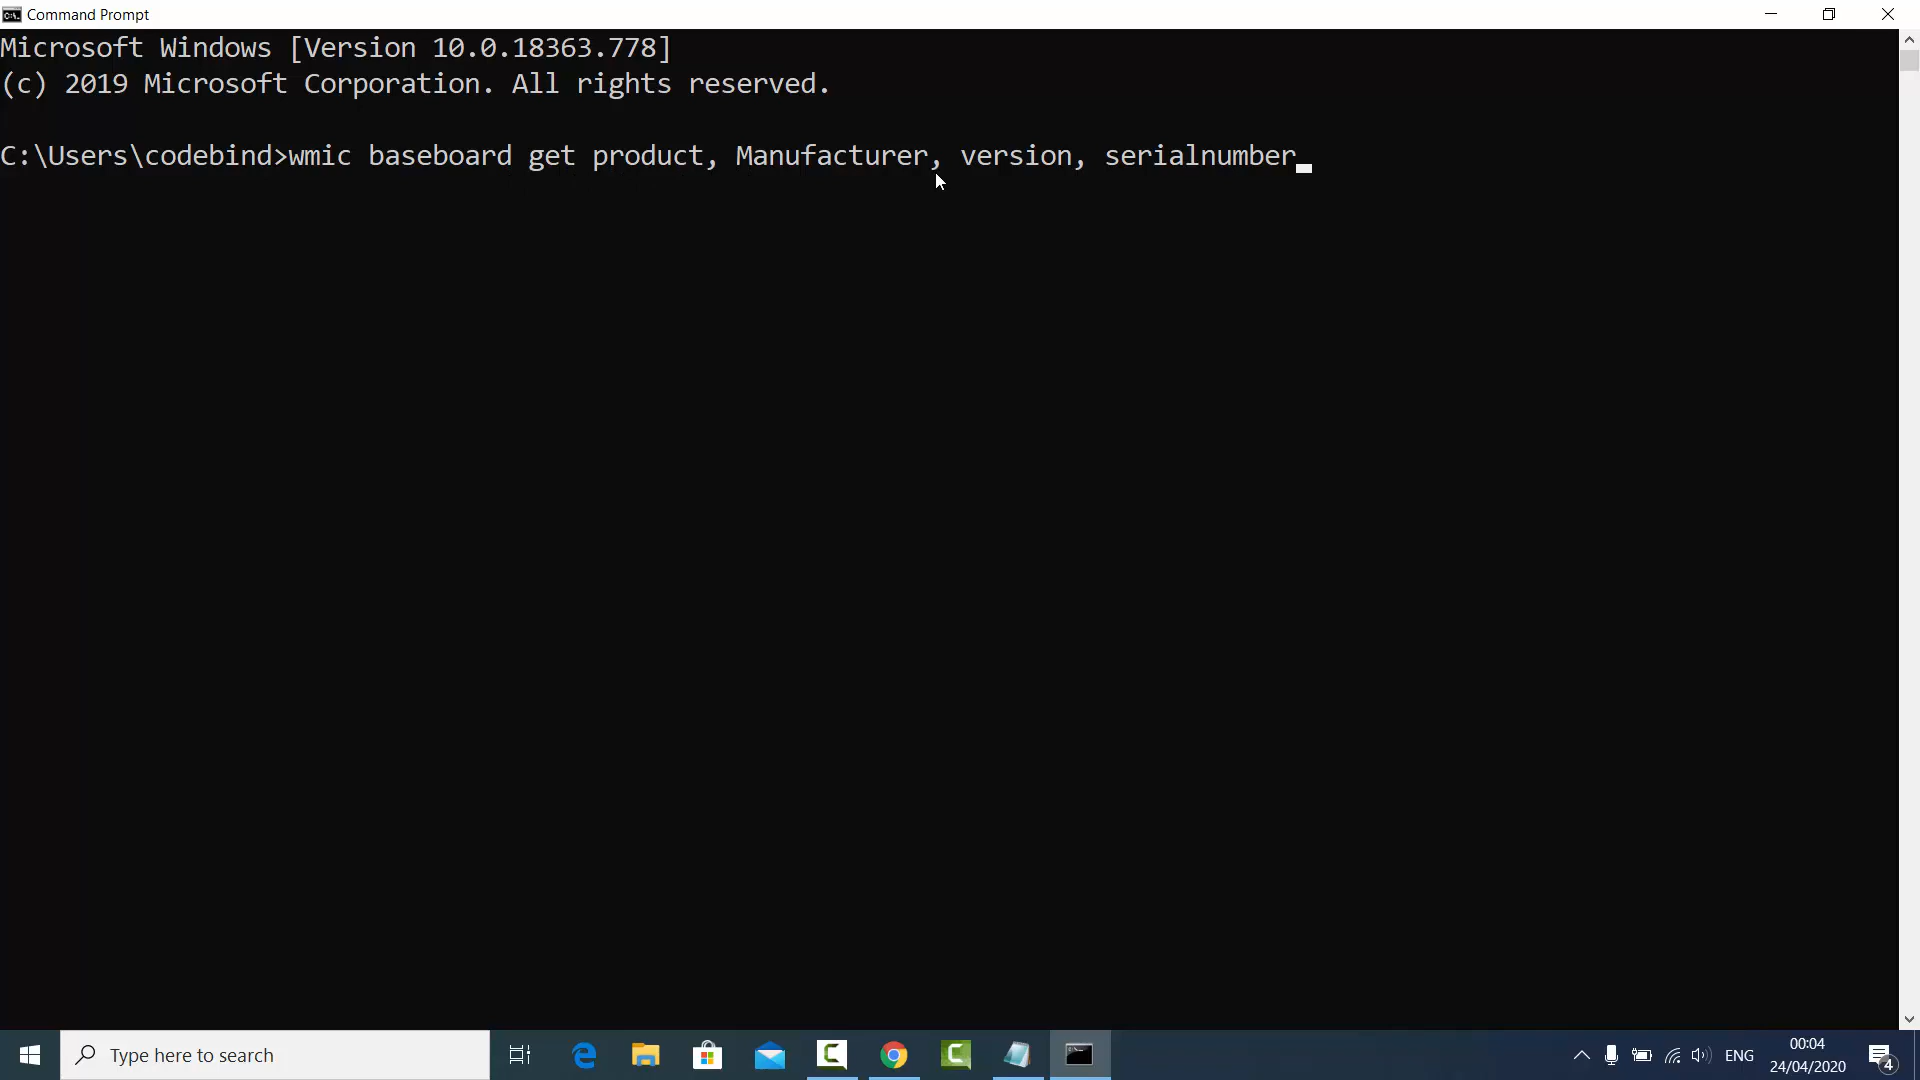 Command Prompt
Microsoft Windows [Version 10.0.18363.778]
(c) 2019 Microsoft Corporation. All rights reserved.
C:\Users\codebind>wmic baseboard get product, Manufacturer, version, serialnumber
Type here to search
ENG
00:04
24/04/2020
4